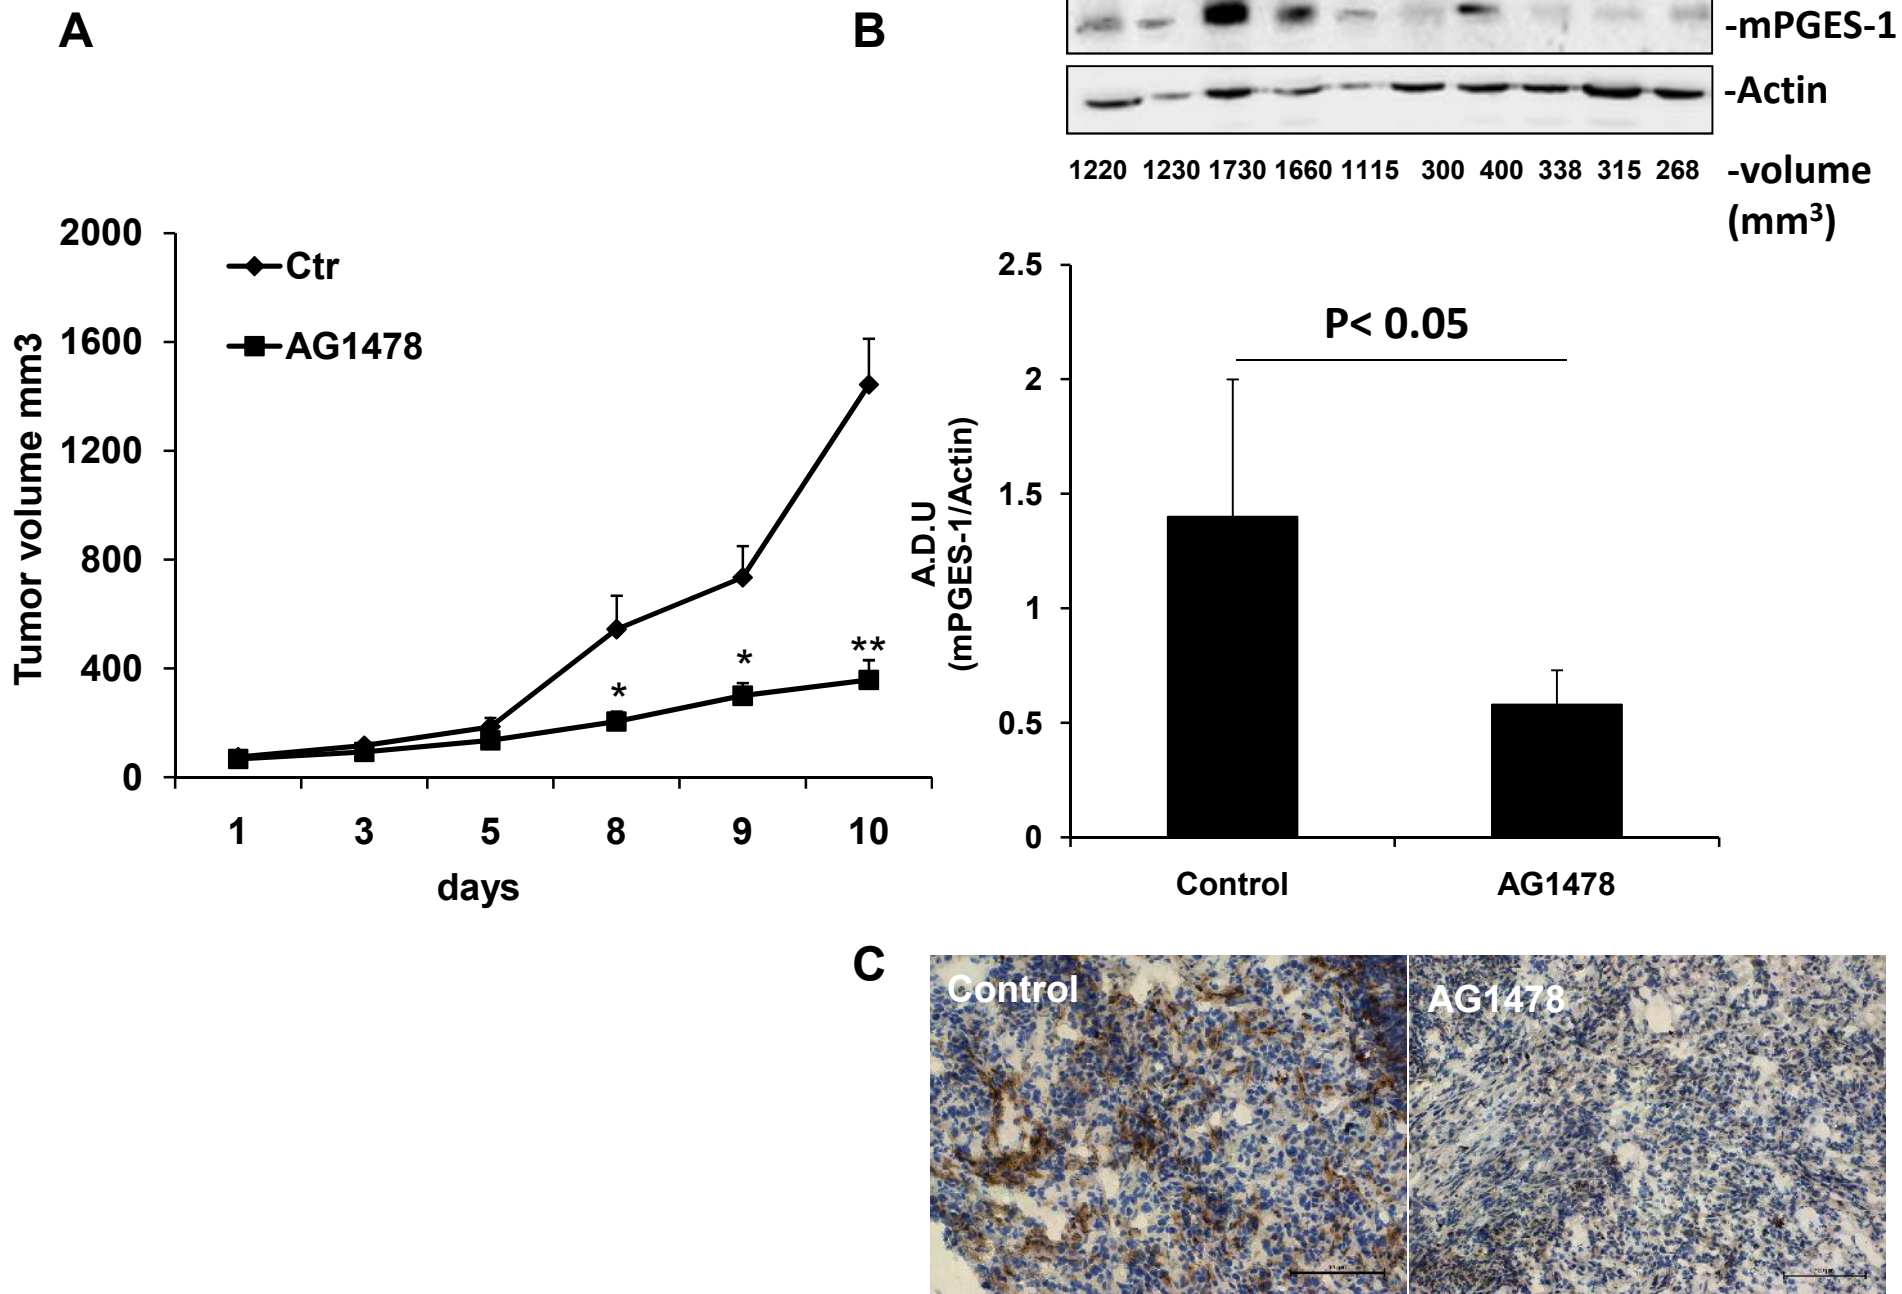 A
B
-mPGES-1
-Actin
1220 1230 1730 1660 1115 300 400 338 315 268 -volume
(mm³)
2000
1600
1200
800
400
0
Tumor volume mm3
Ctr
AG1478
*
*
**
1 3 5 8 9 10
days
2.5
2
1.5
1
0.5
0
A.D.U
(mPGES-1/Actin)
P< 0.05
Control AG1478
C
Control
AG1478